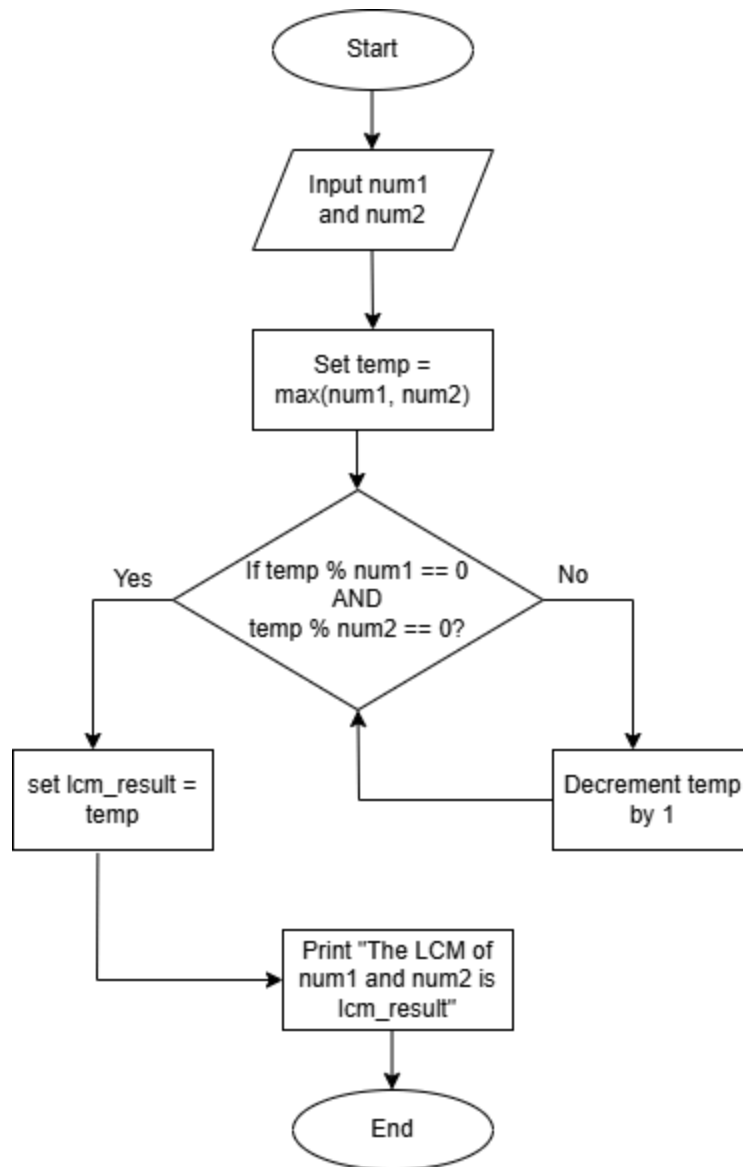 Start
Input num1
and num2
Set temp =
max(num1, num2)
If temp % num1 == 0
AND
temp % num2 == 0?
Yes
No
set lcm_result =
temp
Decrement temp
by 1
Print "The LCM of
num1 and num2 is
lcm_result"
End